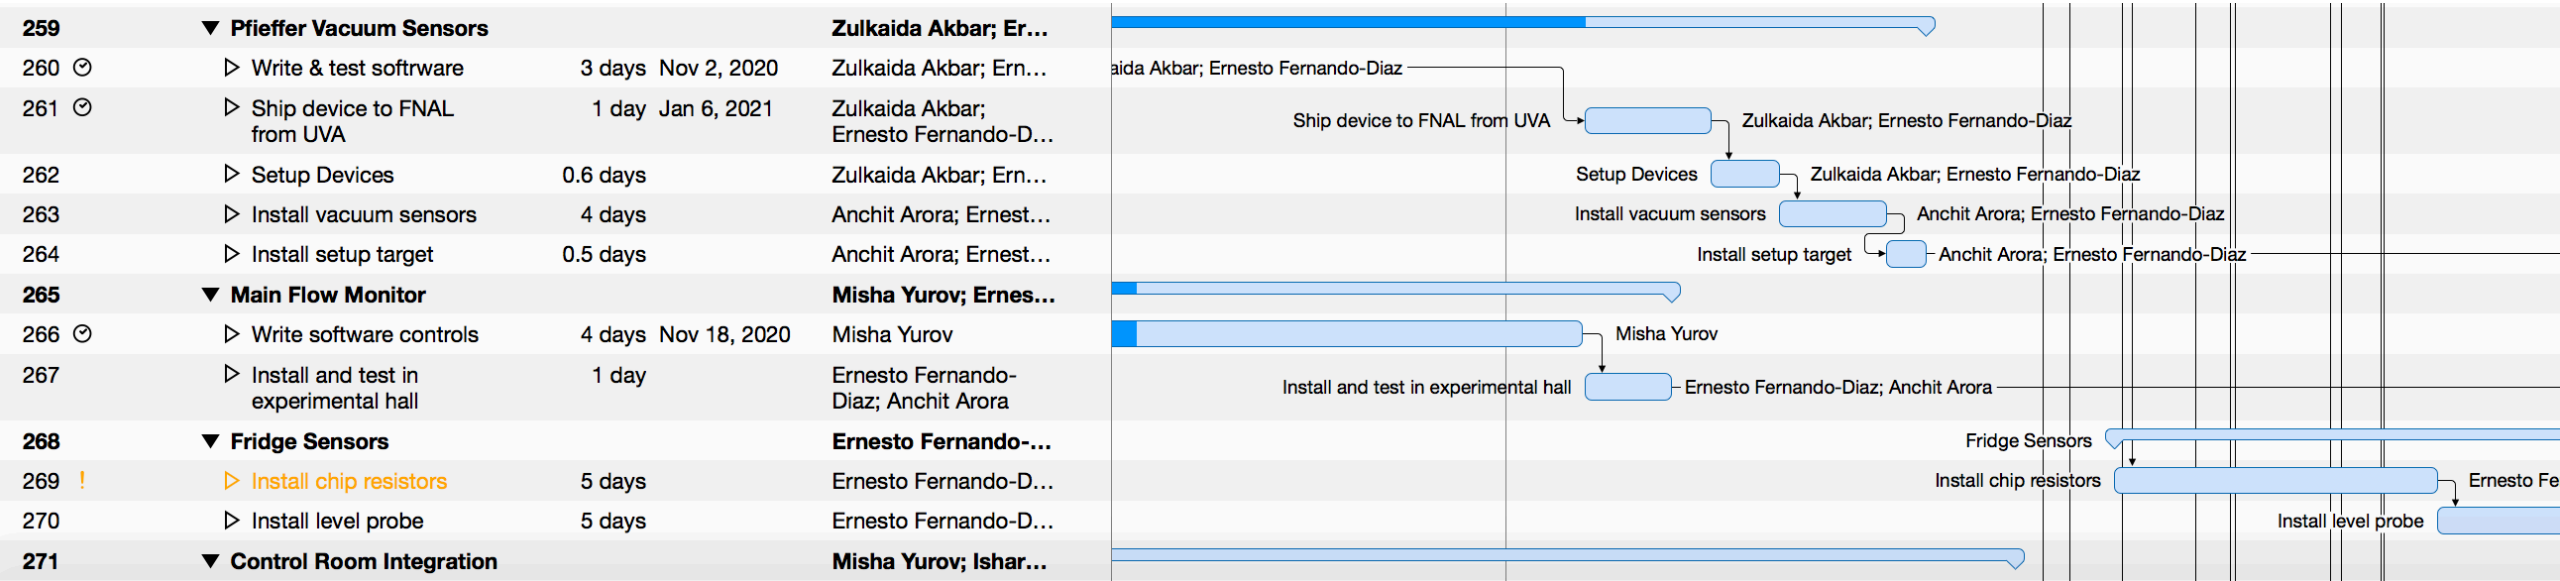 259 ▼ Pfieffer Vacuum Sensors Zulkaida Akbar; Er…
260 Write & test softrware 3 days Nov 2, 2020 Zulkaida Akbar; Ern… aida Akbar; Ernesto Fernando-Diaz
261 Ship device to FNAL 1 day Jan 6, 2021 Zulkaida Akbar;
from UVA Ernesto Fernando-D… Ship device to FNAL from UVA Zulkaida Akbar; Ernesto Fernando-Diaz
262 Setup Devices 0.6 days Zulkaida Akbar; Ern… Setup Devices Zulkaida Akbar; Ernesto Fernando-Diaz
263 Install vacuum sensors 4 days Anchit Arora; Ernest… Install vacuum sensors Anchit Arora; Ernesto Fernando-Diaz
264 Install setup target 0.5 days Anchit Arora; Ernest… Install setup target Anchit Arora; Ernesto Fernando-Diaz
265 ▼ Main Flow Monitor Misha Yurov; Ernes…
266 Write software controls 4 days Nov 18, 2020 Misha Yurov Misha Yurov
267 Install and test in 1 day Ernesto Fernando-
experimental hall Diaz; Anchit Arora Install and test in experimental hall Ernesto Fernando-Diaz; Anchit Arora
268 ▼ Fridge Sensors Ernesto Fernando-… Fridge Sensors
269 ! Install chip resistors 5 days Ernesto Fernando-D… Install chip resistors Ernesto Fe
270 Install level probe 5 days Ernesto Fernando-D… Install level probe
271 ▼ Control Room Integration Misha Yurov; Ishar…